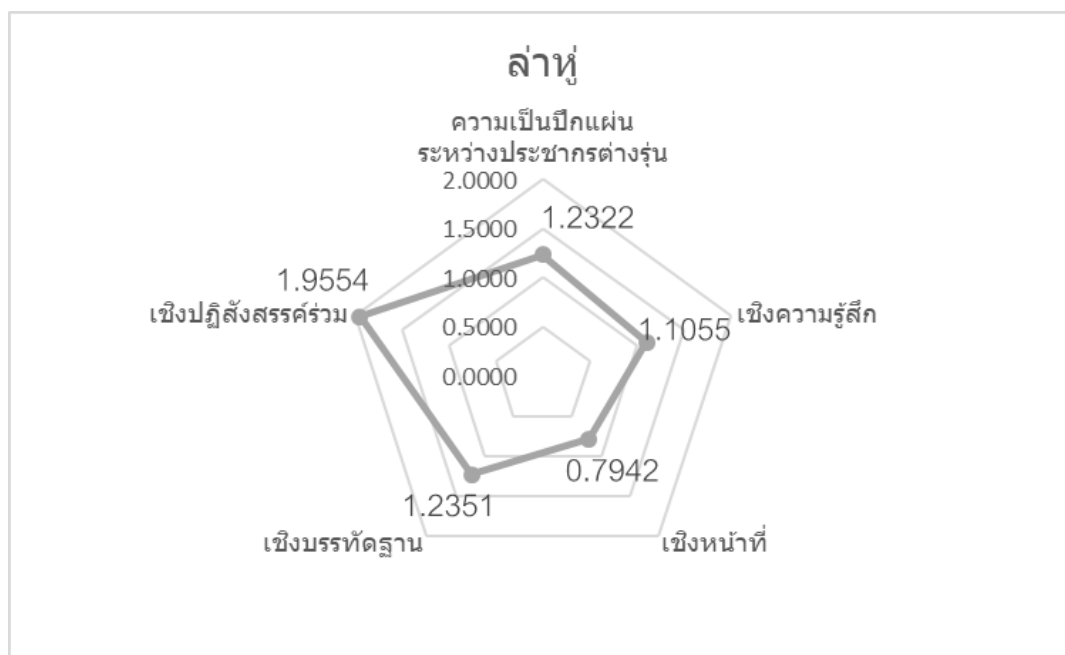 ล่าหู่
ความเป็นปึกแผ่น
ระหว่างประชากรต่างรุ่น
2.0000
1.5000
1.2322
1.0000
1.9554
เชิงปฏิสังสรรค์ร่วม
เชิงความรู้สึก
0.5000
1.1055
0.0000
0.7942
1.2351
เชิงบรรทัดฐาน
เชิงหน้าที่